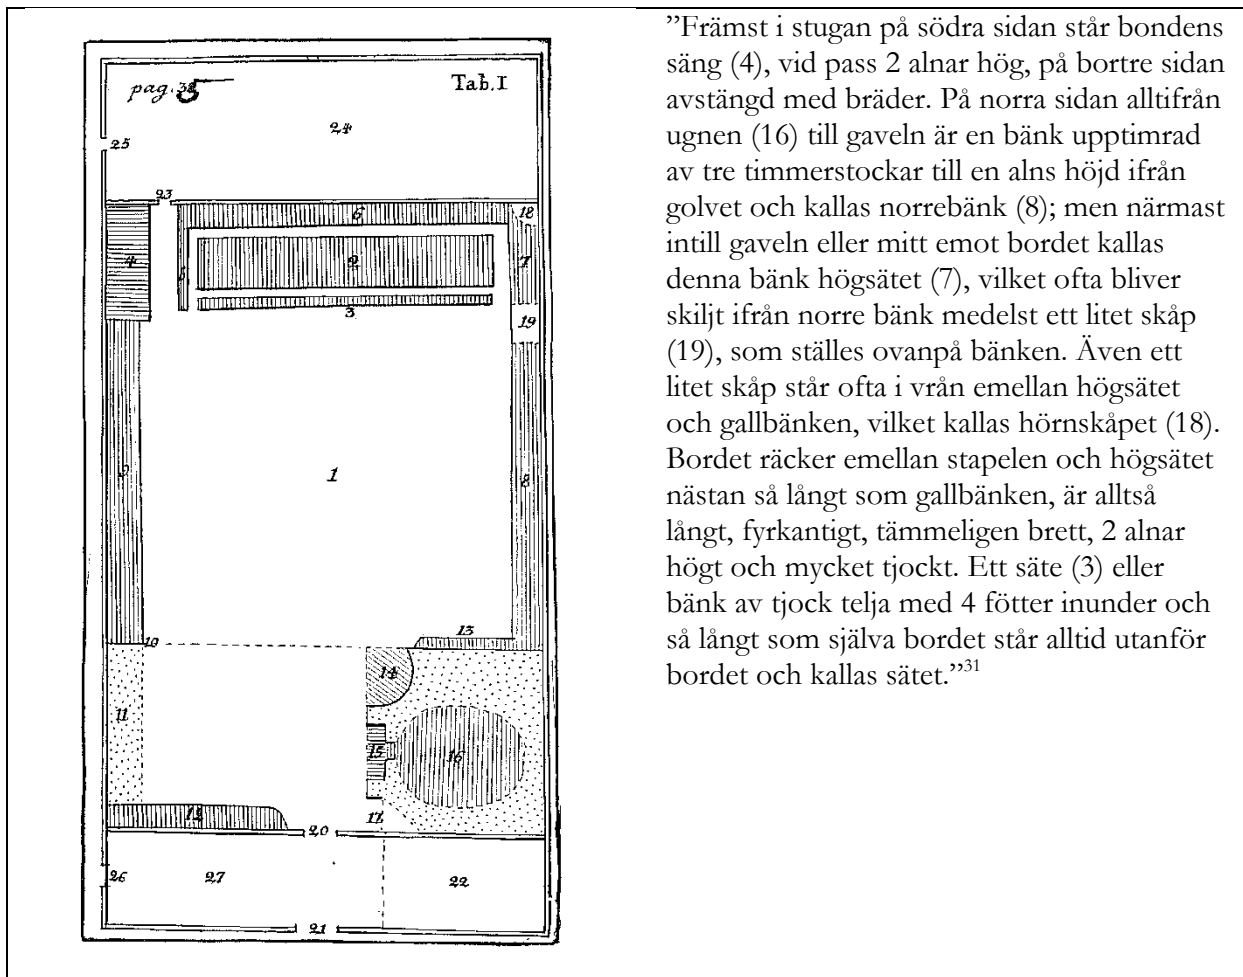 pag. 38 5
Tab.I
24
25
23
6
18
4
5
2
7
3
19
9
1
8
10
13
14
11
15
16
12
17
20
26
27
22
21
”Främst i stugan på södra sidan står bondens
säng (4), vid pass 2 alnar hög, på bortre sidan
avstängd med bräder. På norra sidan alltifrån
ugnen (16) till gaveln är en bänk upptimrad
av tre timmerstockar till en alns höjd ifrån
golvet och kallas norrebänk (8); men närmast
intill gaveln eller mitt emot bordet kallas
denna bänk högsätet (7), vilket ofta bliver
skiljt ifrån norre bänk medelst ett litet skåp
(19), som ställes ovanpå bänken. Även ett
litet skåp står ofta i vrån emellan högsätet
och gallbänken, vilket kallas hörnskåpet (18).
Bordet räcker emellan stapelen och högsätet
nästan så långt som gallbänken, är alltså
långt, fyrkantigt, tämmeligen brett, 2 alnar
högt och mycket tjockt. Ett säte (3) eller
bänk av tjock telja med 4 fötter inunder och
så långt som själva bordet står alltid utanför
bordet och kallas sätet.”31